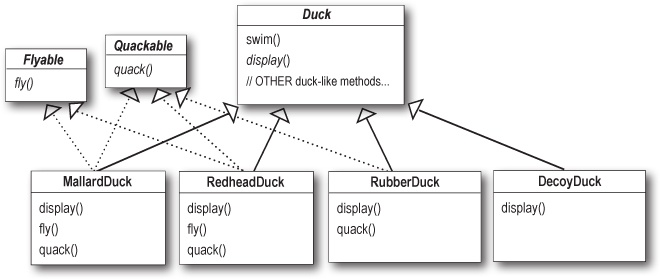 Flyable
fly()
Quackable
quack()
Duck
swim()
display()
// OTHER duck-like methods...
MallardDuck
display()
fly()
quack()
RedheadDuck
display()
fly()
quack()
RubberDuck
display()
quack()
DecoyDuck
display()